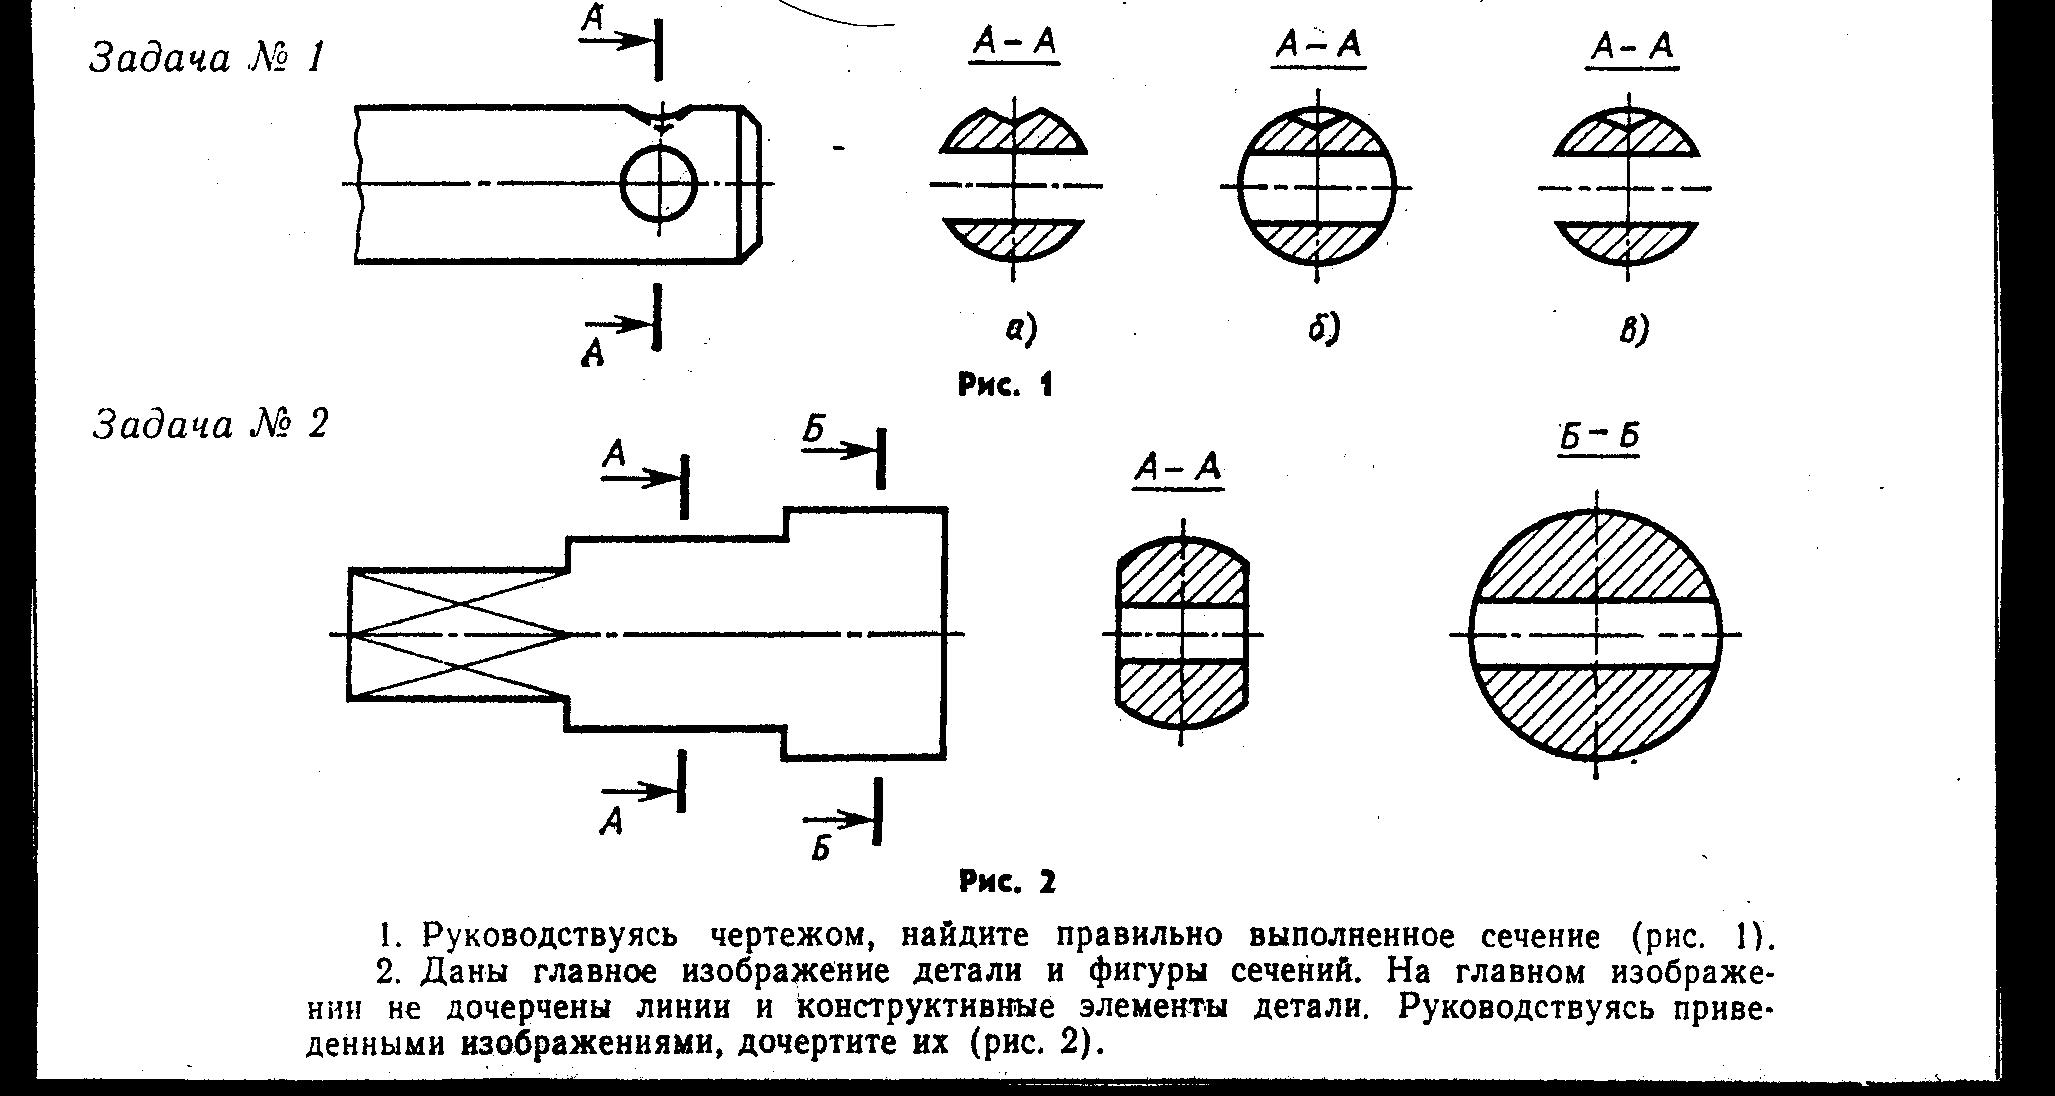 Задача № 1
А
А
А–А
А–А
А–А
а)
б)
в)
Рис. 1
Задача № 2
А
Б
А
Б
А–А
Б–Б
Рис. 2
1. Руководствуясь чертежом, найдите правильно выполненное сечение (рис. 1).
2. Даны главное изображение детали и фигуры сечений. На главном изображе-
нии не дочерчены линии и конструктивные элементы детали. Руководствуясь приве-
денными изображениями, дочертите их (рис. 2).